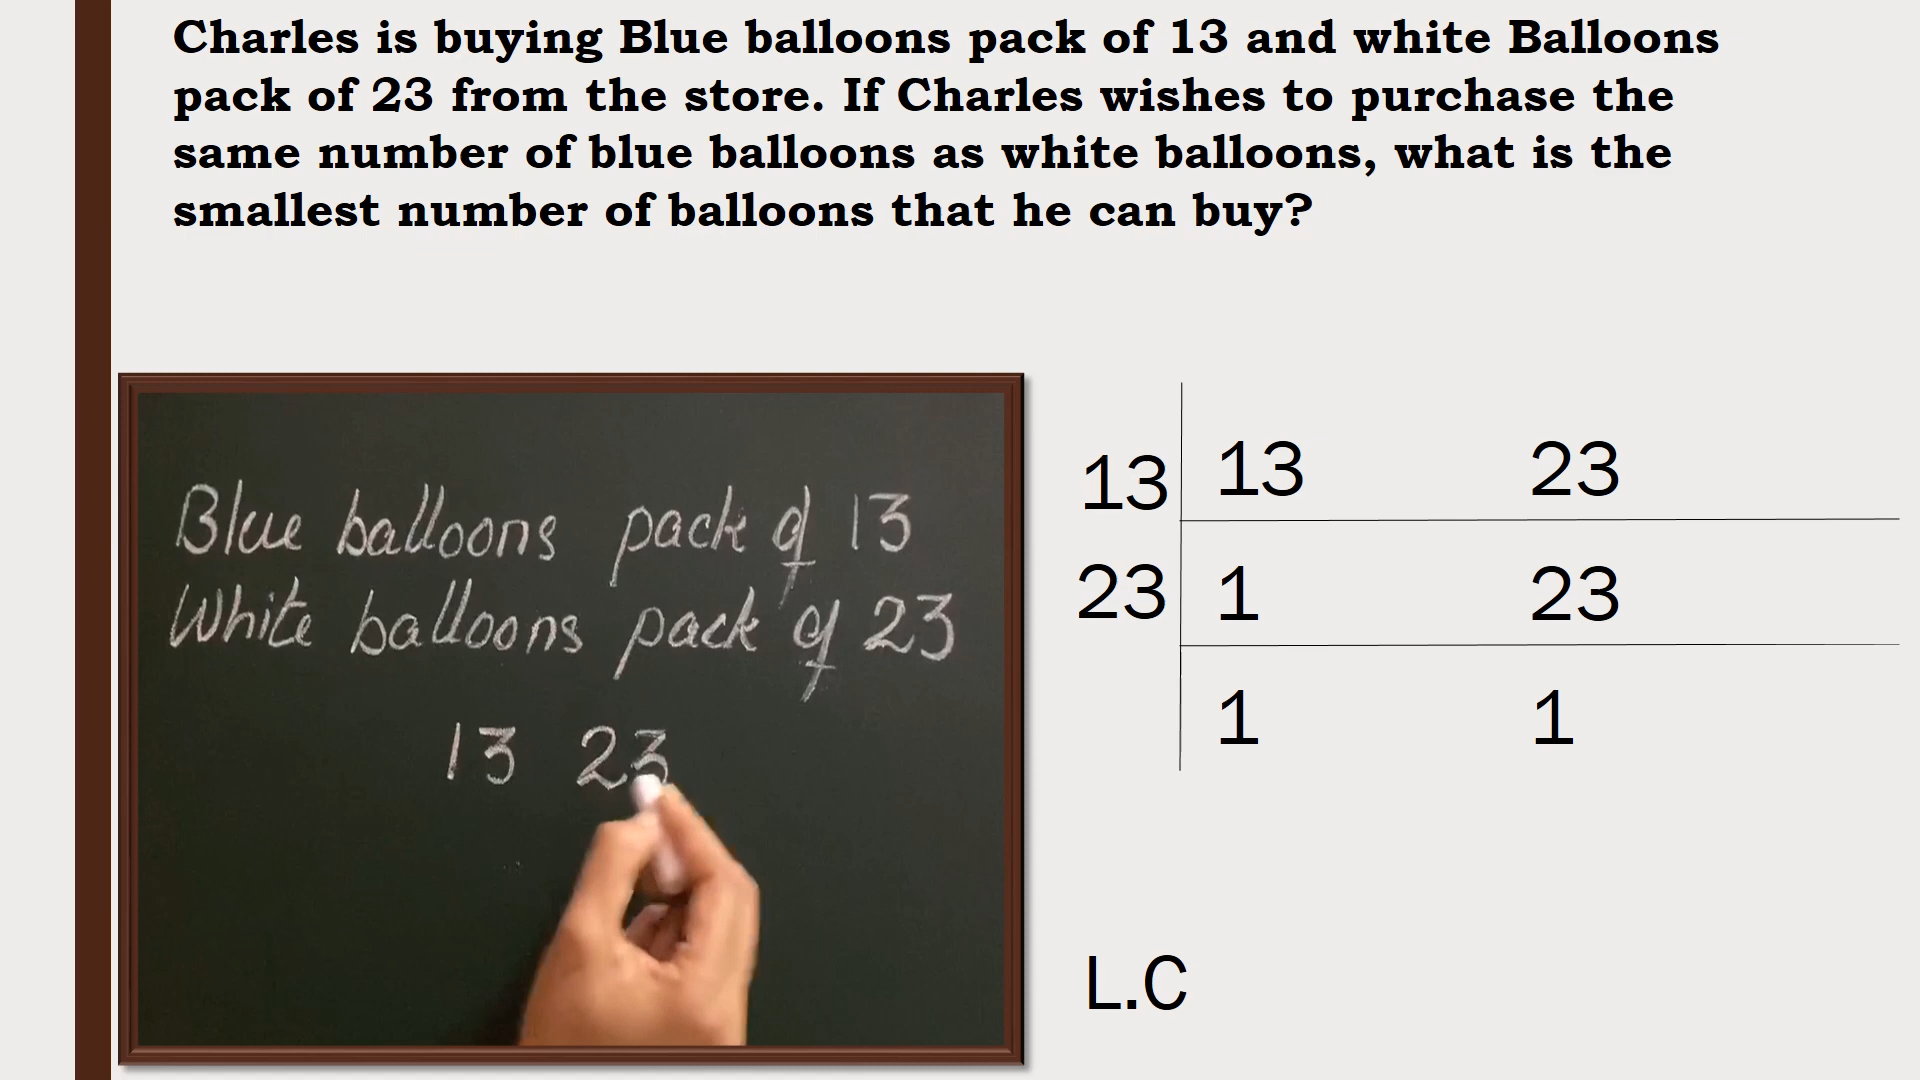 Charles is buying Blue balloons pack of 13 and white Balloons
pack of 23 from the store. If Charles wishes to purchase the
same number of blue balloons as white balloons, what is the
smallest number of balloons that he can buy?
Blue balloons pack of 13
White balloons pack of 23
13 23
13 13 23
23 1 23
1 1
L.C